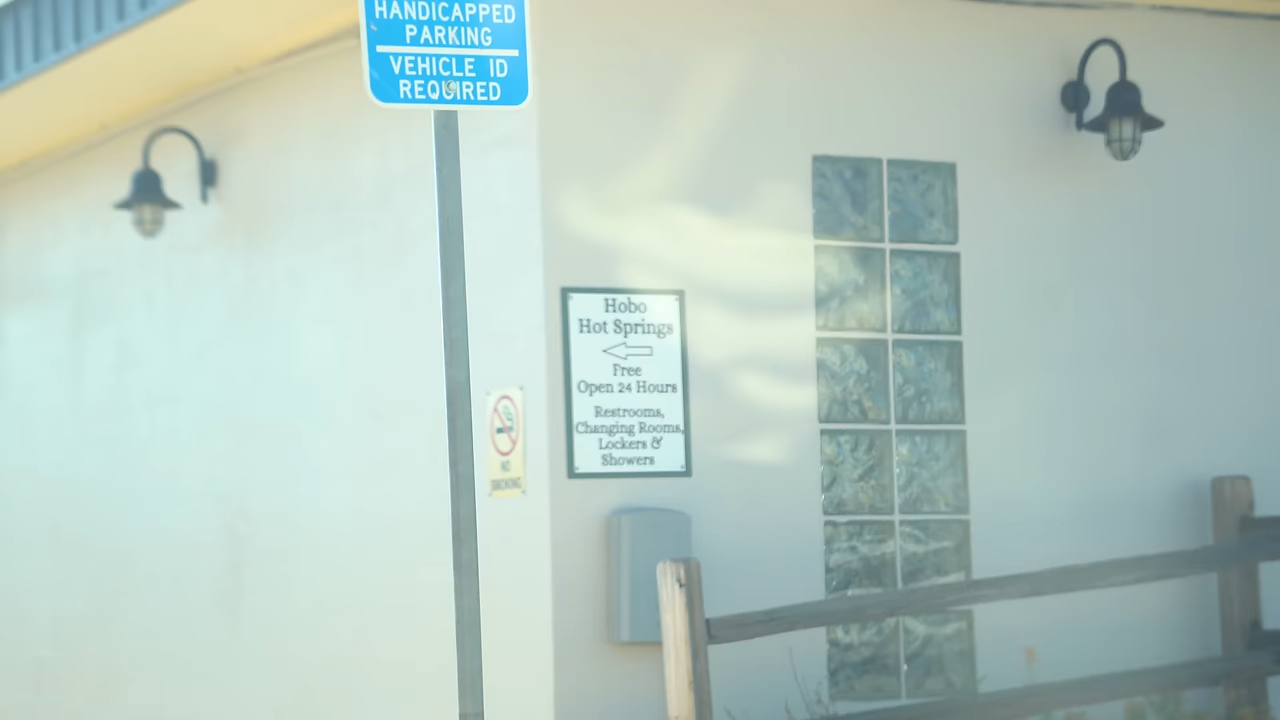 HANDICAPPED
PARKING
VEHICLE ID
REQUIRED
Hobo
Hot Springs
Free
Open 24 Hours
Restrooms,
Changing Rooms,
Lockers &
Showers
NO
SMOKING